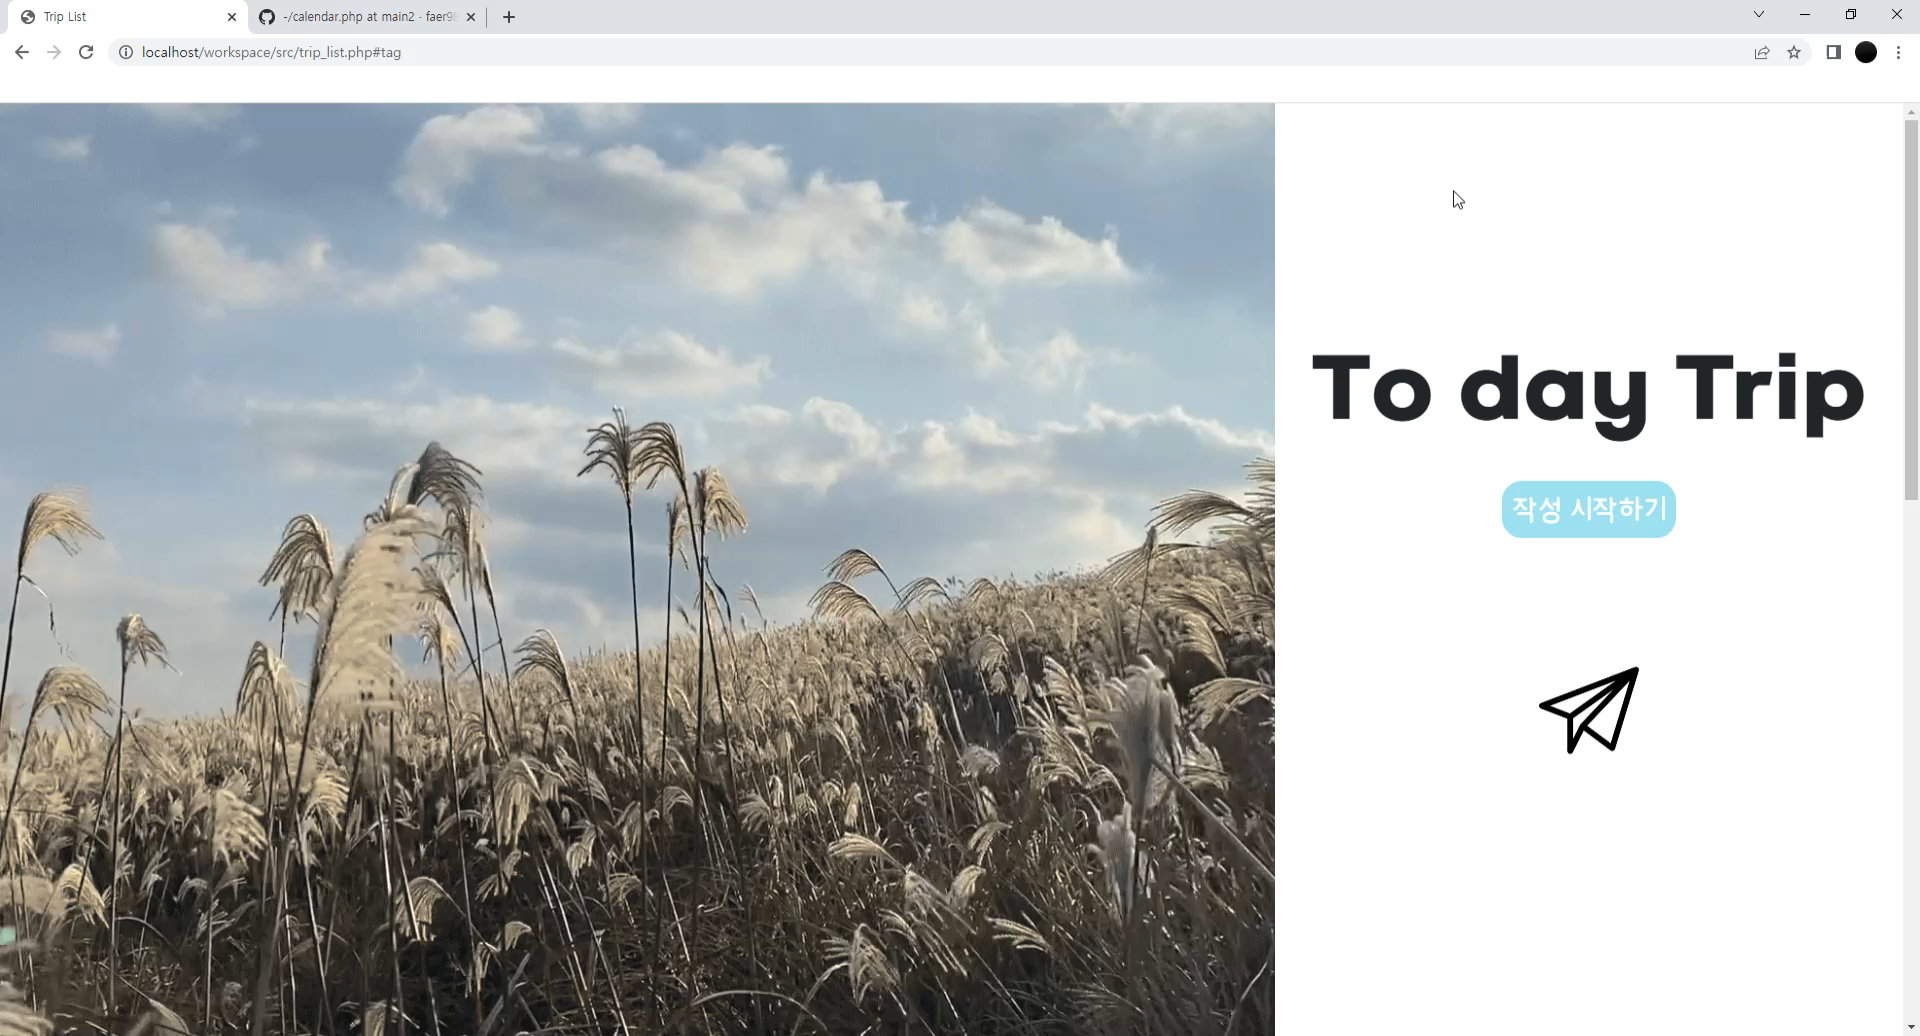 Trip List
-/calendar.php at main2 · faer98
localhost/workspace/src/trip_list.php#tag
To day Trip
작성 시작하기